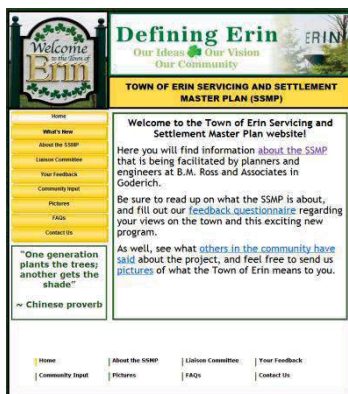 Welcome
to the Town of
Erin
Defining Erin
Our Ideas Our Vision
Our Community
ERIN
TOWN OF ERIN SERVICING AND SETTLEMENT
MASTER PLAN (SSMP)
Home
What's New
About the SSMP
Liaison Committee
Your Feedback
Community Input
Pictures
FAQs
Contact Us
"One generation
plants the trees;
another gets the
shade"
~ Chinese proverb
Welcome to the Town of Erin Servicing and
Settlement Master Plan website!
Here you will find information about the SSMP
that is being facilitated by planners and
engineers at B.M. Ross and Associates in
Goderich.
Be sure to read up on what the SSMP is about,
and fill out our feedback questionnaire regarding
your views on the town and this exciting new
program.
As well, see what others in the community have
said about the project, and feel free to send us
pictures of what the Town of Erin means to you.
Home About the SSMP Liaison Committee Your Feedback
Community Input Pictures FAQs Contact Us